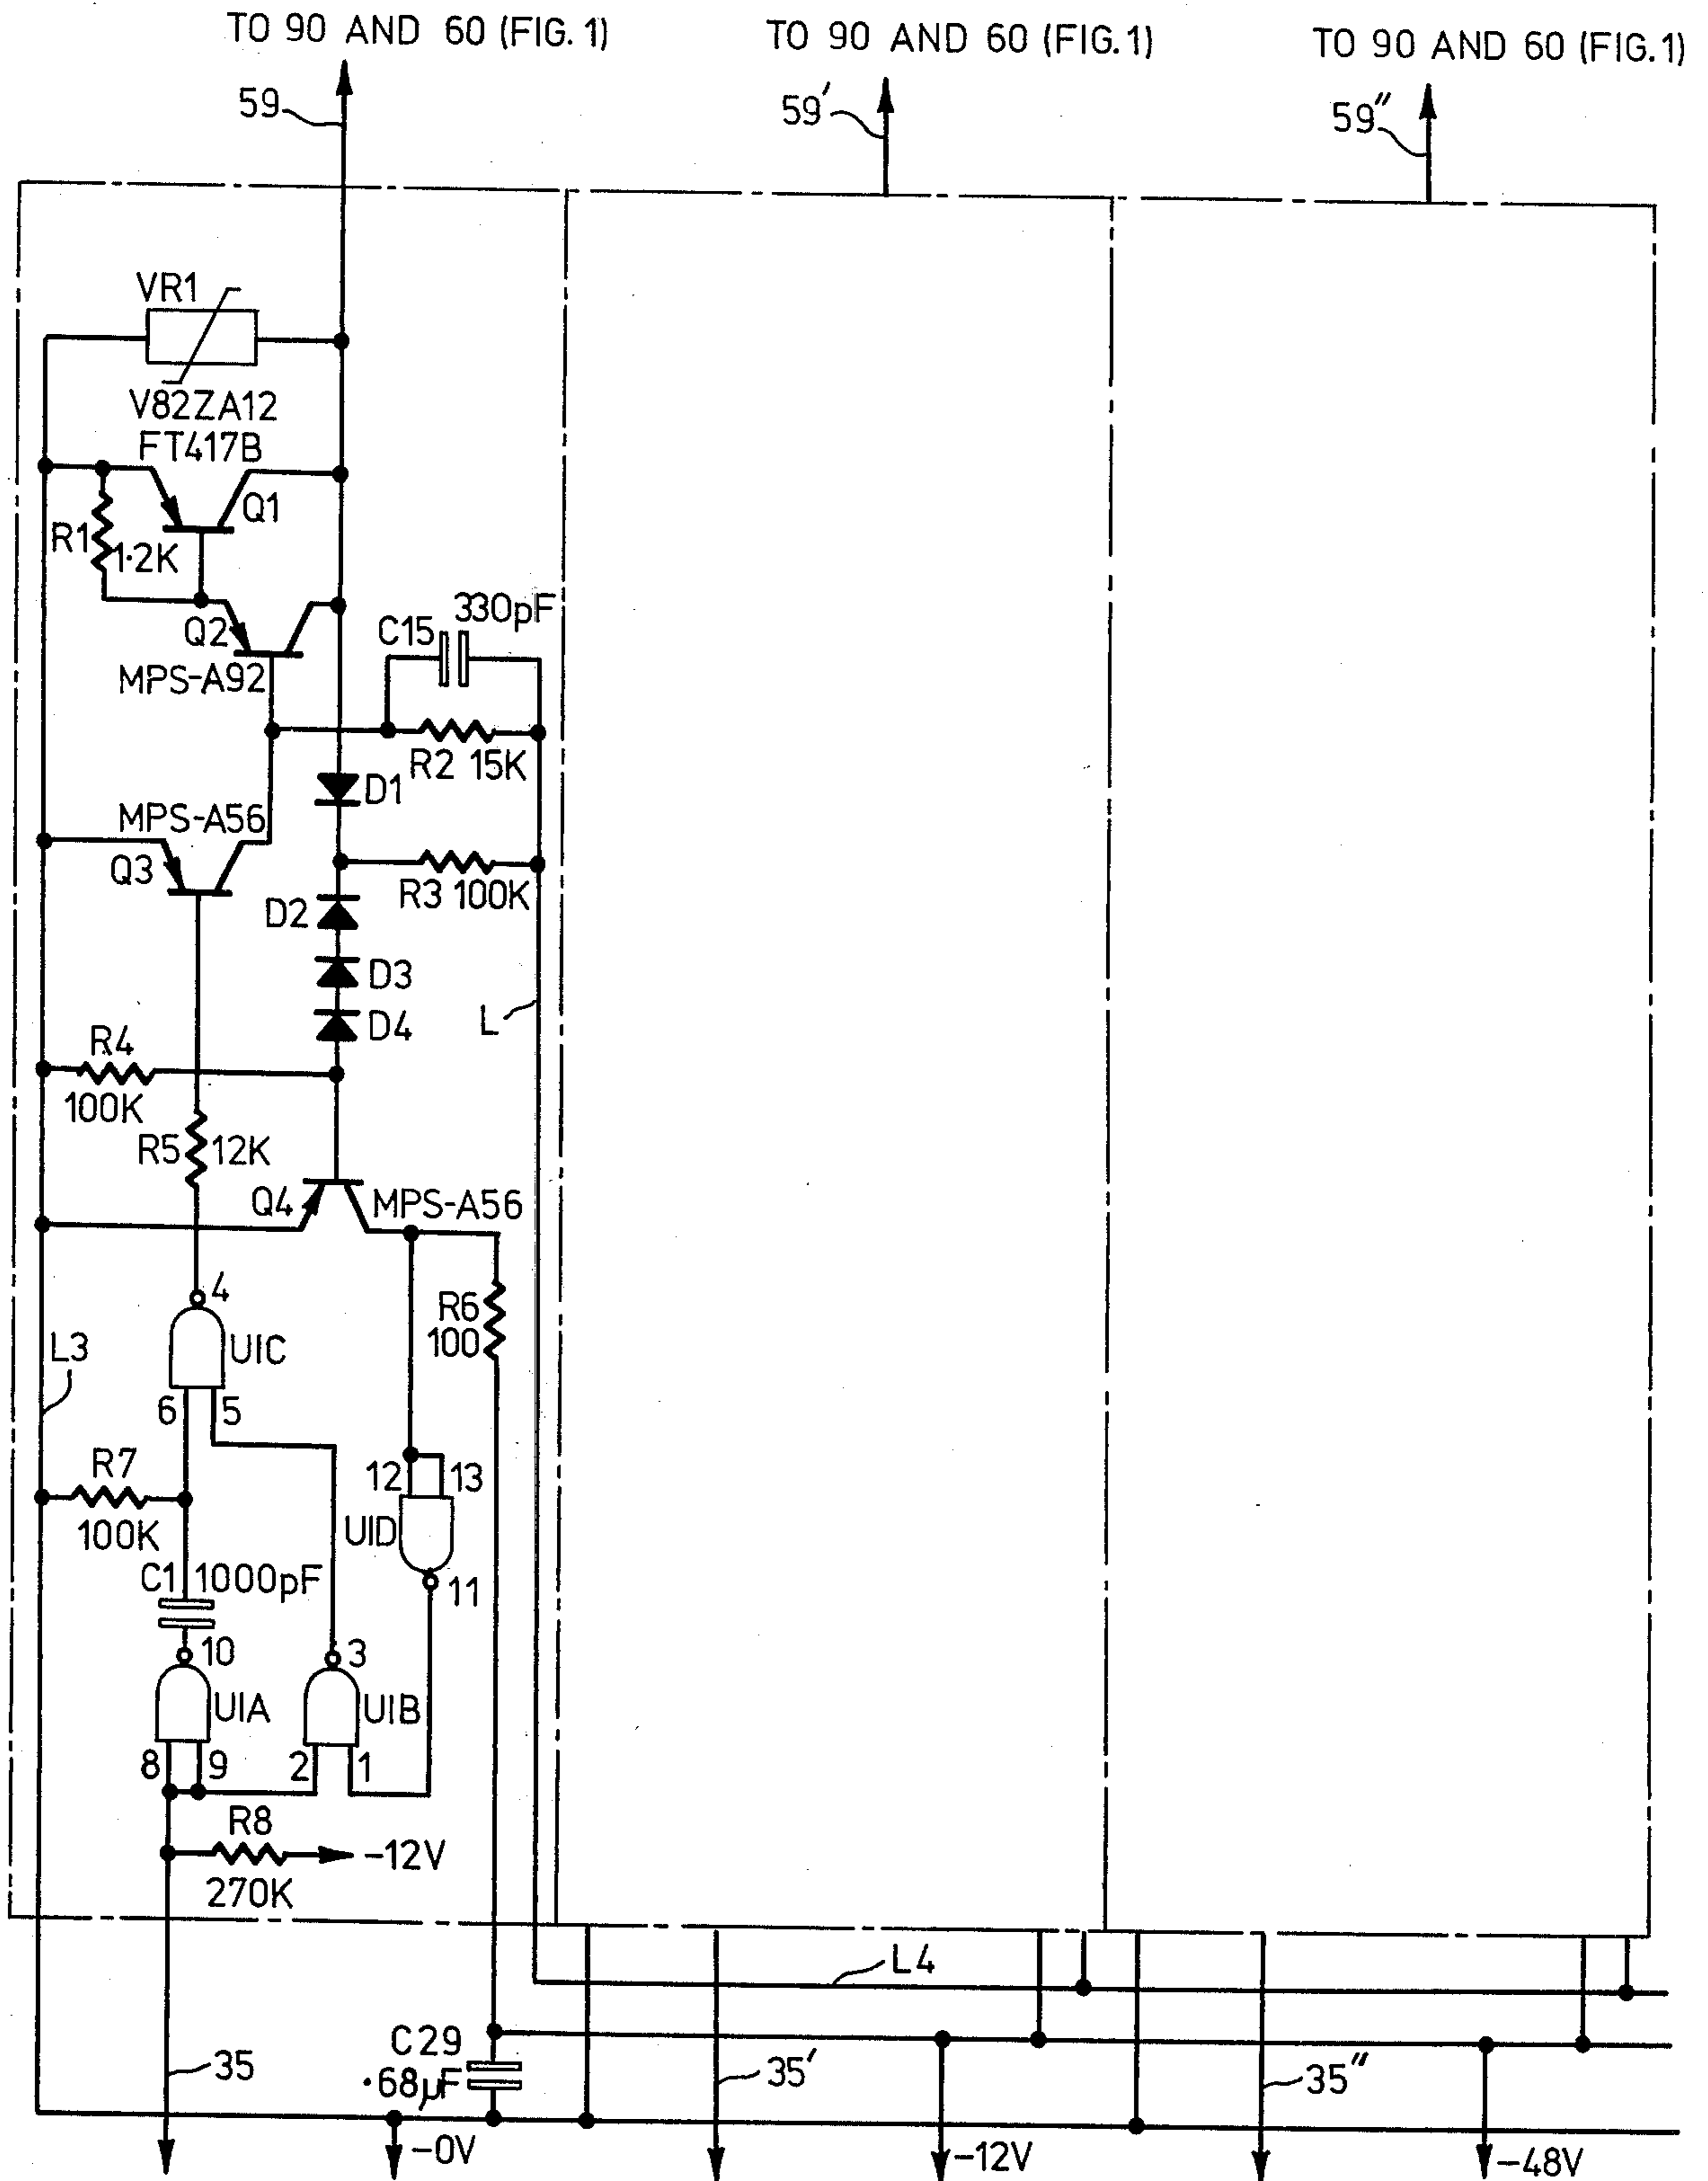 TO 90 AND 60 (FIG. 1)
TO 90 AND 60 (FIG. 1)
TO 90 AND 60 (FIG. 1)
59
59′
59″
VR1
V82ZA12
FT417B
Q1
R1
1·2K
Q2
MPS-A92
C15
330pF
R2 15K
D1
MPS-A56
Q3
R3 100K
D2
D3
D4
L
R4
100K
R5
12K
Q4
MPS-A56
4
R6
100
UIC
L3
6
5
R7
100K
12
13
UID
C1
1000pF
11
10
3
UIA
UIB
8
9
2
1
R8
-12V
270K
L4
C29
·68µF
35
35′
35″
-0V
-12V
-48V